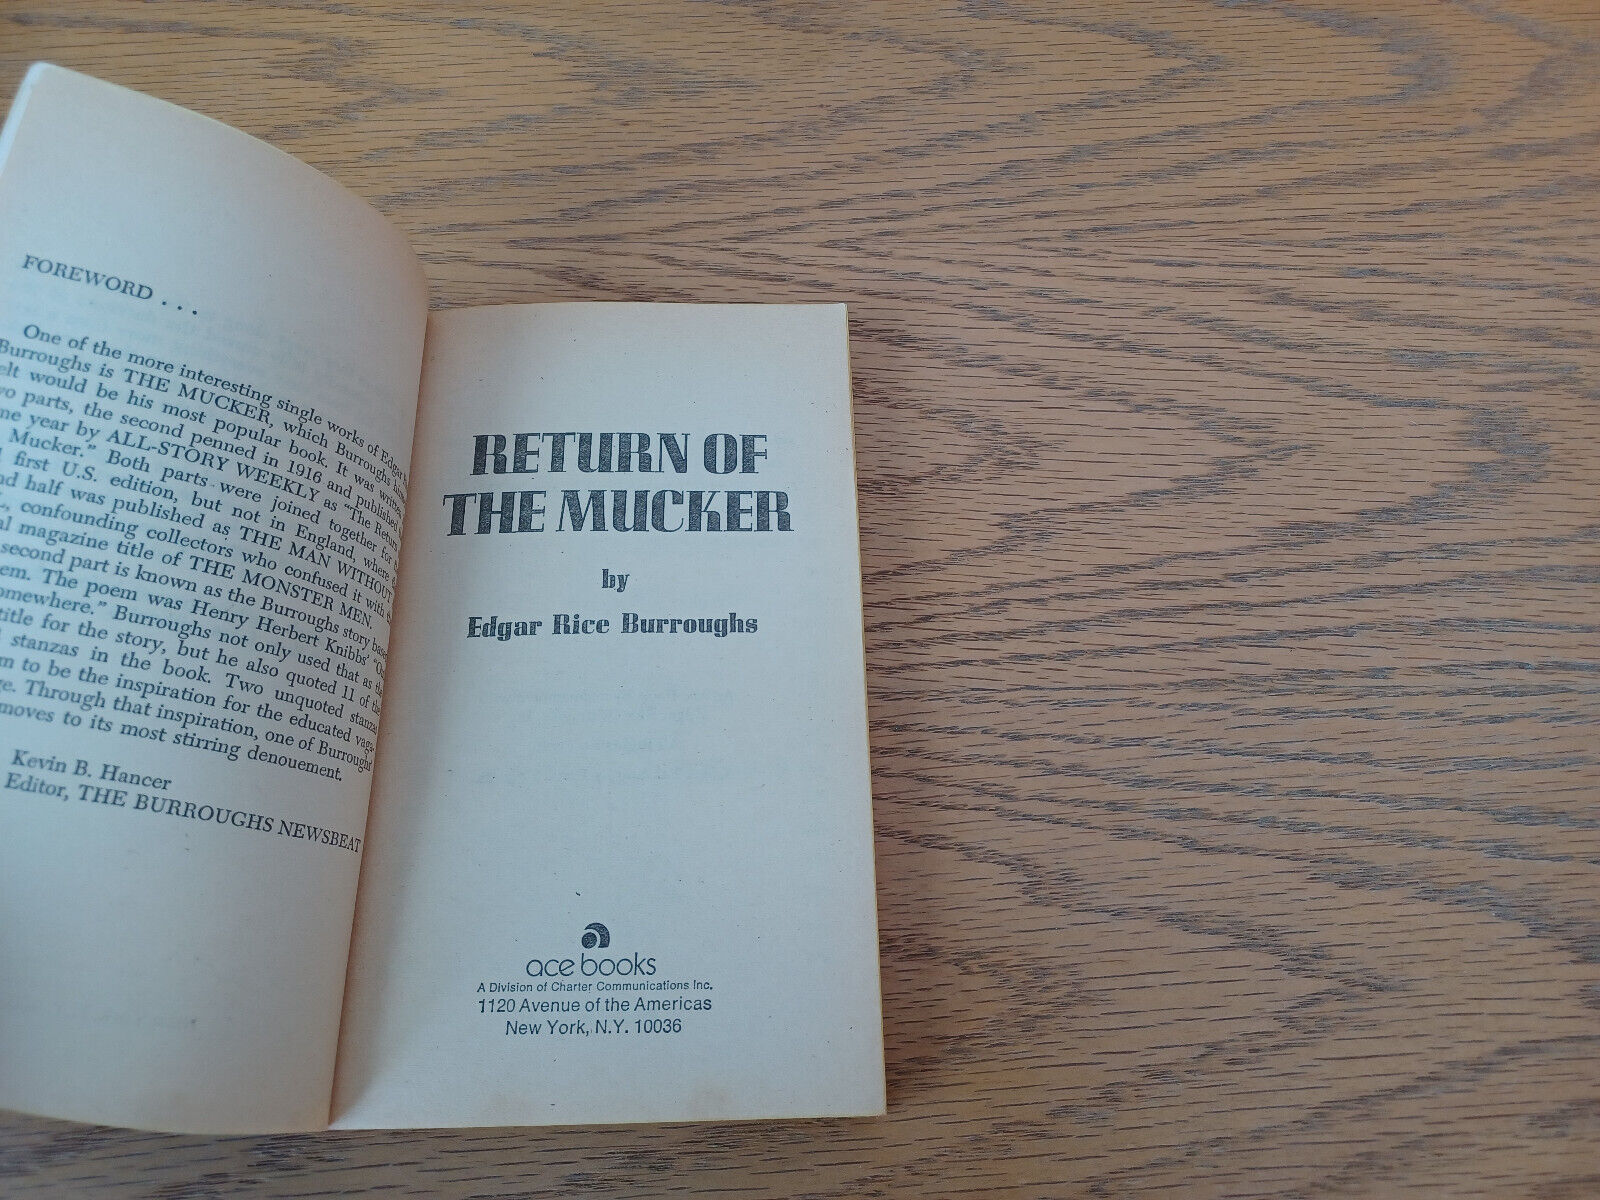 FOREWORD . . .
One of the more interesting single works of Edgar
Burroughs is THE MUCKER, which Burroughs
would be his most popular book. It was written
parts, the second penned in 1916 and published
year by ALL-STORY WEEKLY as "The Return
Mucker." Both parts were joined together for
first U.S. edition, but not in England, where
half was published as THE MAN WITHOUT
confounding collectors who confused it with
magazine title of THE MONSTER MEN.
second part is known as the Burroughs story
The poem was Henry Herbert Knibbs'
Burroughs not only used that as
title for the story, but he also quoted 11 of
stanzas in the book. Two unquoted
to be the inspiration for the educated
Through that inspiration, one of Burroughs'
moves to its most stirring denouement.
Kevin B. Hancer
Editor, THE BURROUGHS NEWSBEAT
RETURN OF
THE MUCKER
by
Edgar Rice Burroughs
ace books
A Division of Charter Communications Inc.
1120 Avenue of the Americas
New York, N.Y. 10036